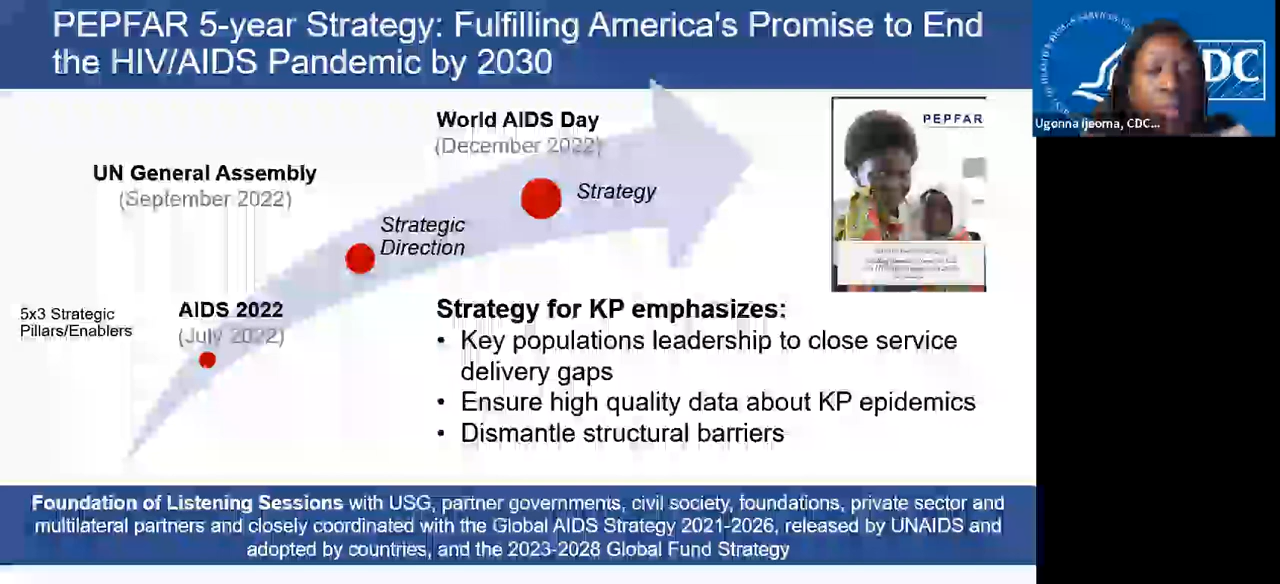 PEPFAR 5-year Strategy: Fulfilling America's Promise to End
the HIV/AIDS Pandemic by 2030
World AIDS Day
(December 2022)
UN General Assembly
(September 2022)
Strategy
Strategic
Direction
5x3 Strategic
Pillars/Enablers
AIDS 2022
(July 2022)
PEPFAR
Strategy for KP emphasizes:
• Key populations leadership to close service
delivery gaps
• Ensure high quality data about KP epidemics
• Dismantle structural barriers
Foundation of Listening Sessions with USG, partner governments, civil society, foundations, private sector and
multilateral partners and closely coordinated with the Global AIDS Strategy 2021-2026, released by UNAIDS and
adopted by countries, and the 2023-2028 Global Fund Strategy
DC
Ugonna Ijeoma, CDC...